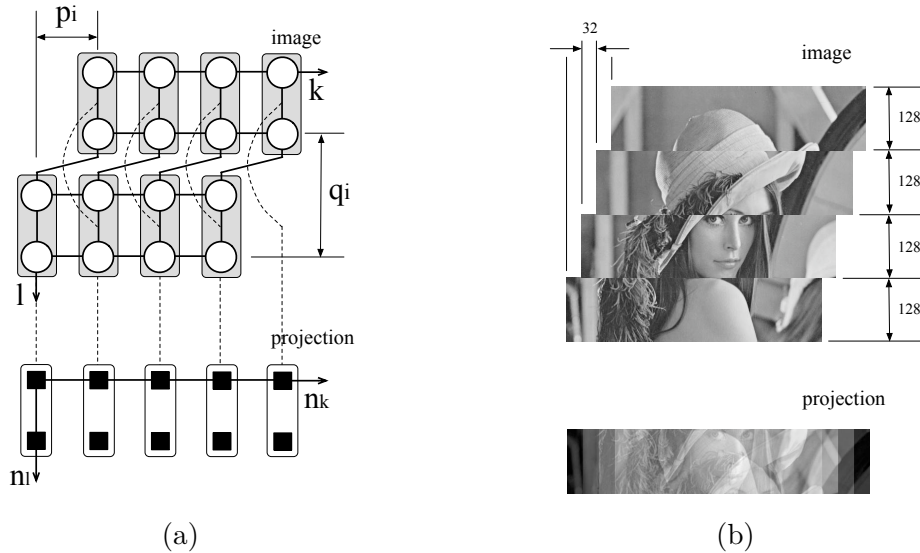 pi
image
k
qi
l
projection
nk
nl
(a)
32
image
128
128
128
128
projection
(b)